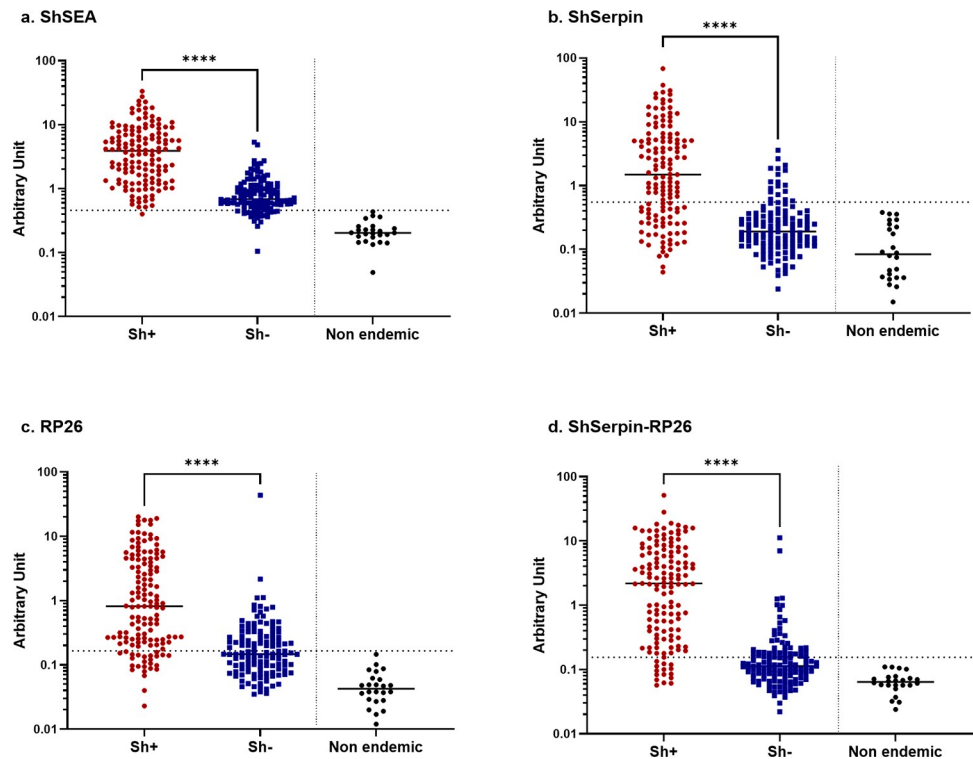 a. ShSEA
****
100
10
1
0.1
0.01
Arbitrary Unit
Sh+
Sh-
Non endemic
b. ShSerpin
****
100
10
1
0.1
0.01
Arbitrary Unit
Sh+
Sh-
Non endemic
c. RP26
****
100
10
1
0.1
0.01
Arbitrary Unit
Sh+
Sh-
Non endemic
d. ShSerpin-RP26
****
100
10
1
0.1
0.01
Arbitrary Unit
Sh+
Sh-
Non endemic